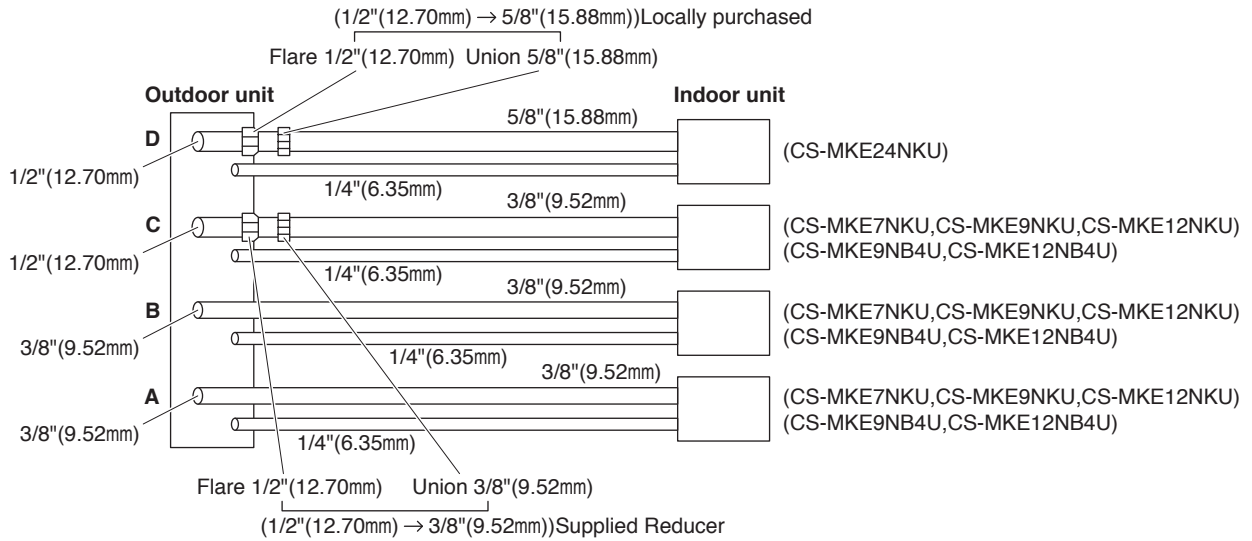 (1/2"(12.70mm) → 5/8"(15.88mm))Locally purchased
Flare 1/2"(12.70mm) Union 5/8"(15.88mm)
Outdoor unit
Indoor unit
D
5/8"(15.88mm)
(CS-MKE24NKU)
1/2"(12.70mm)
1/4"(6.35mm)
C
3/8"(9.52mm)
(CS-MKE7NKU,CS-MKE9NKU,CS-MKE12NKU)
(CS-MKE9NB4U,CS-MKE12NB4U)
1/2"(12.70mm)
1/4"(6.35mm)
B
3/8"(9.52mm)
(CS-MKE7NKU,CS-MKE9NKU,CS-MKE12NKU)
(CS-MKE9NB4U,CS-MKE12NB4U)
3/8"(9.52mm)
1/4"(6.35mm)
A
3/8"(9.52mm)
(CS-MKE7NKU,CS-MKE9NKU,CS-MKE12NKU)
(CS-MKE9NB4U,CS-MKE12NB4U)
3/8"(9.52mm)
1/4"(6.35mm)
Flare 1/2"(12.70mm) Union 3/8"(9.52mm)
(1/2"(12.70mm) → 3/8"(9.52mm))Supplied Reducer